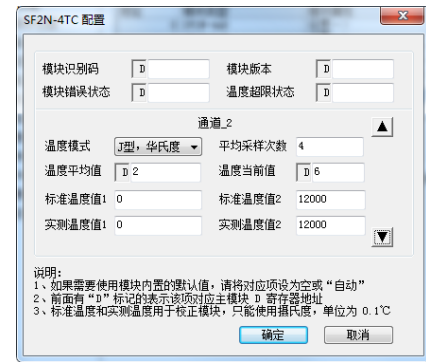 SF2N-4TC 配置
模块识别码 D 模块版本 D
模块错误状态 D 温度超限状态 D
通道_2
温度模式 J型, 华氏度 平均采样次数 4
温度平均值 D 2 温度当前值 D 6
标准温度值1 0 标准温度值2 12000
实测温度值1 0 实测温度值2 12000
说明:
1、如果需要使用模块内置的默认值, 请将对应项设为空或“自动”
2、前面有“D”标记的表示该项对应主模块 D 寄存器地址
3、标准温度和实测温度用于校正模块, 只能使用摄氏度, 单位为 0.1℃
确定 取消